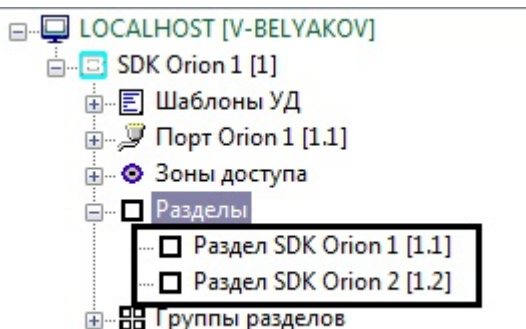 LOCALHOST [V-BELYAKOV]
SDK Orion 1 [1]
Шаблоны УД
Порт Orion 1 [1.1]
Зоны доступа
Разделы
Раздел SDK Orion 1 [1.1]
Раздел SDK Orion 2 [1.2]
Группы разделов